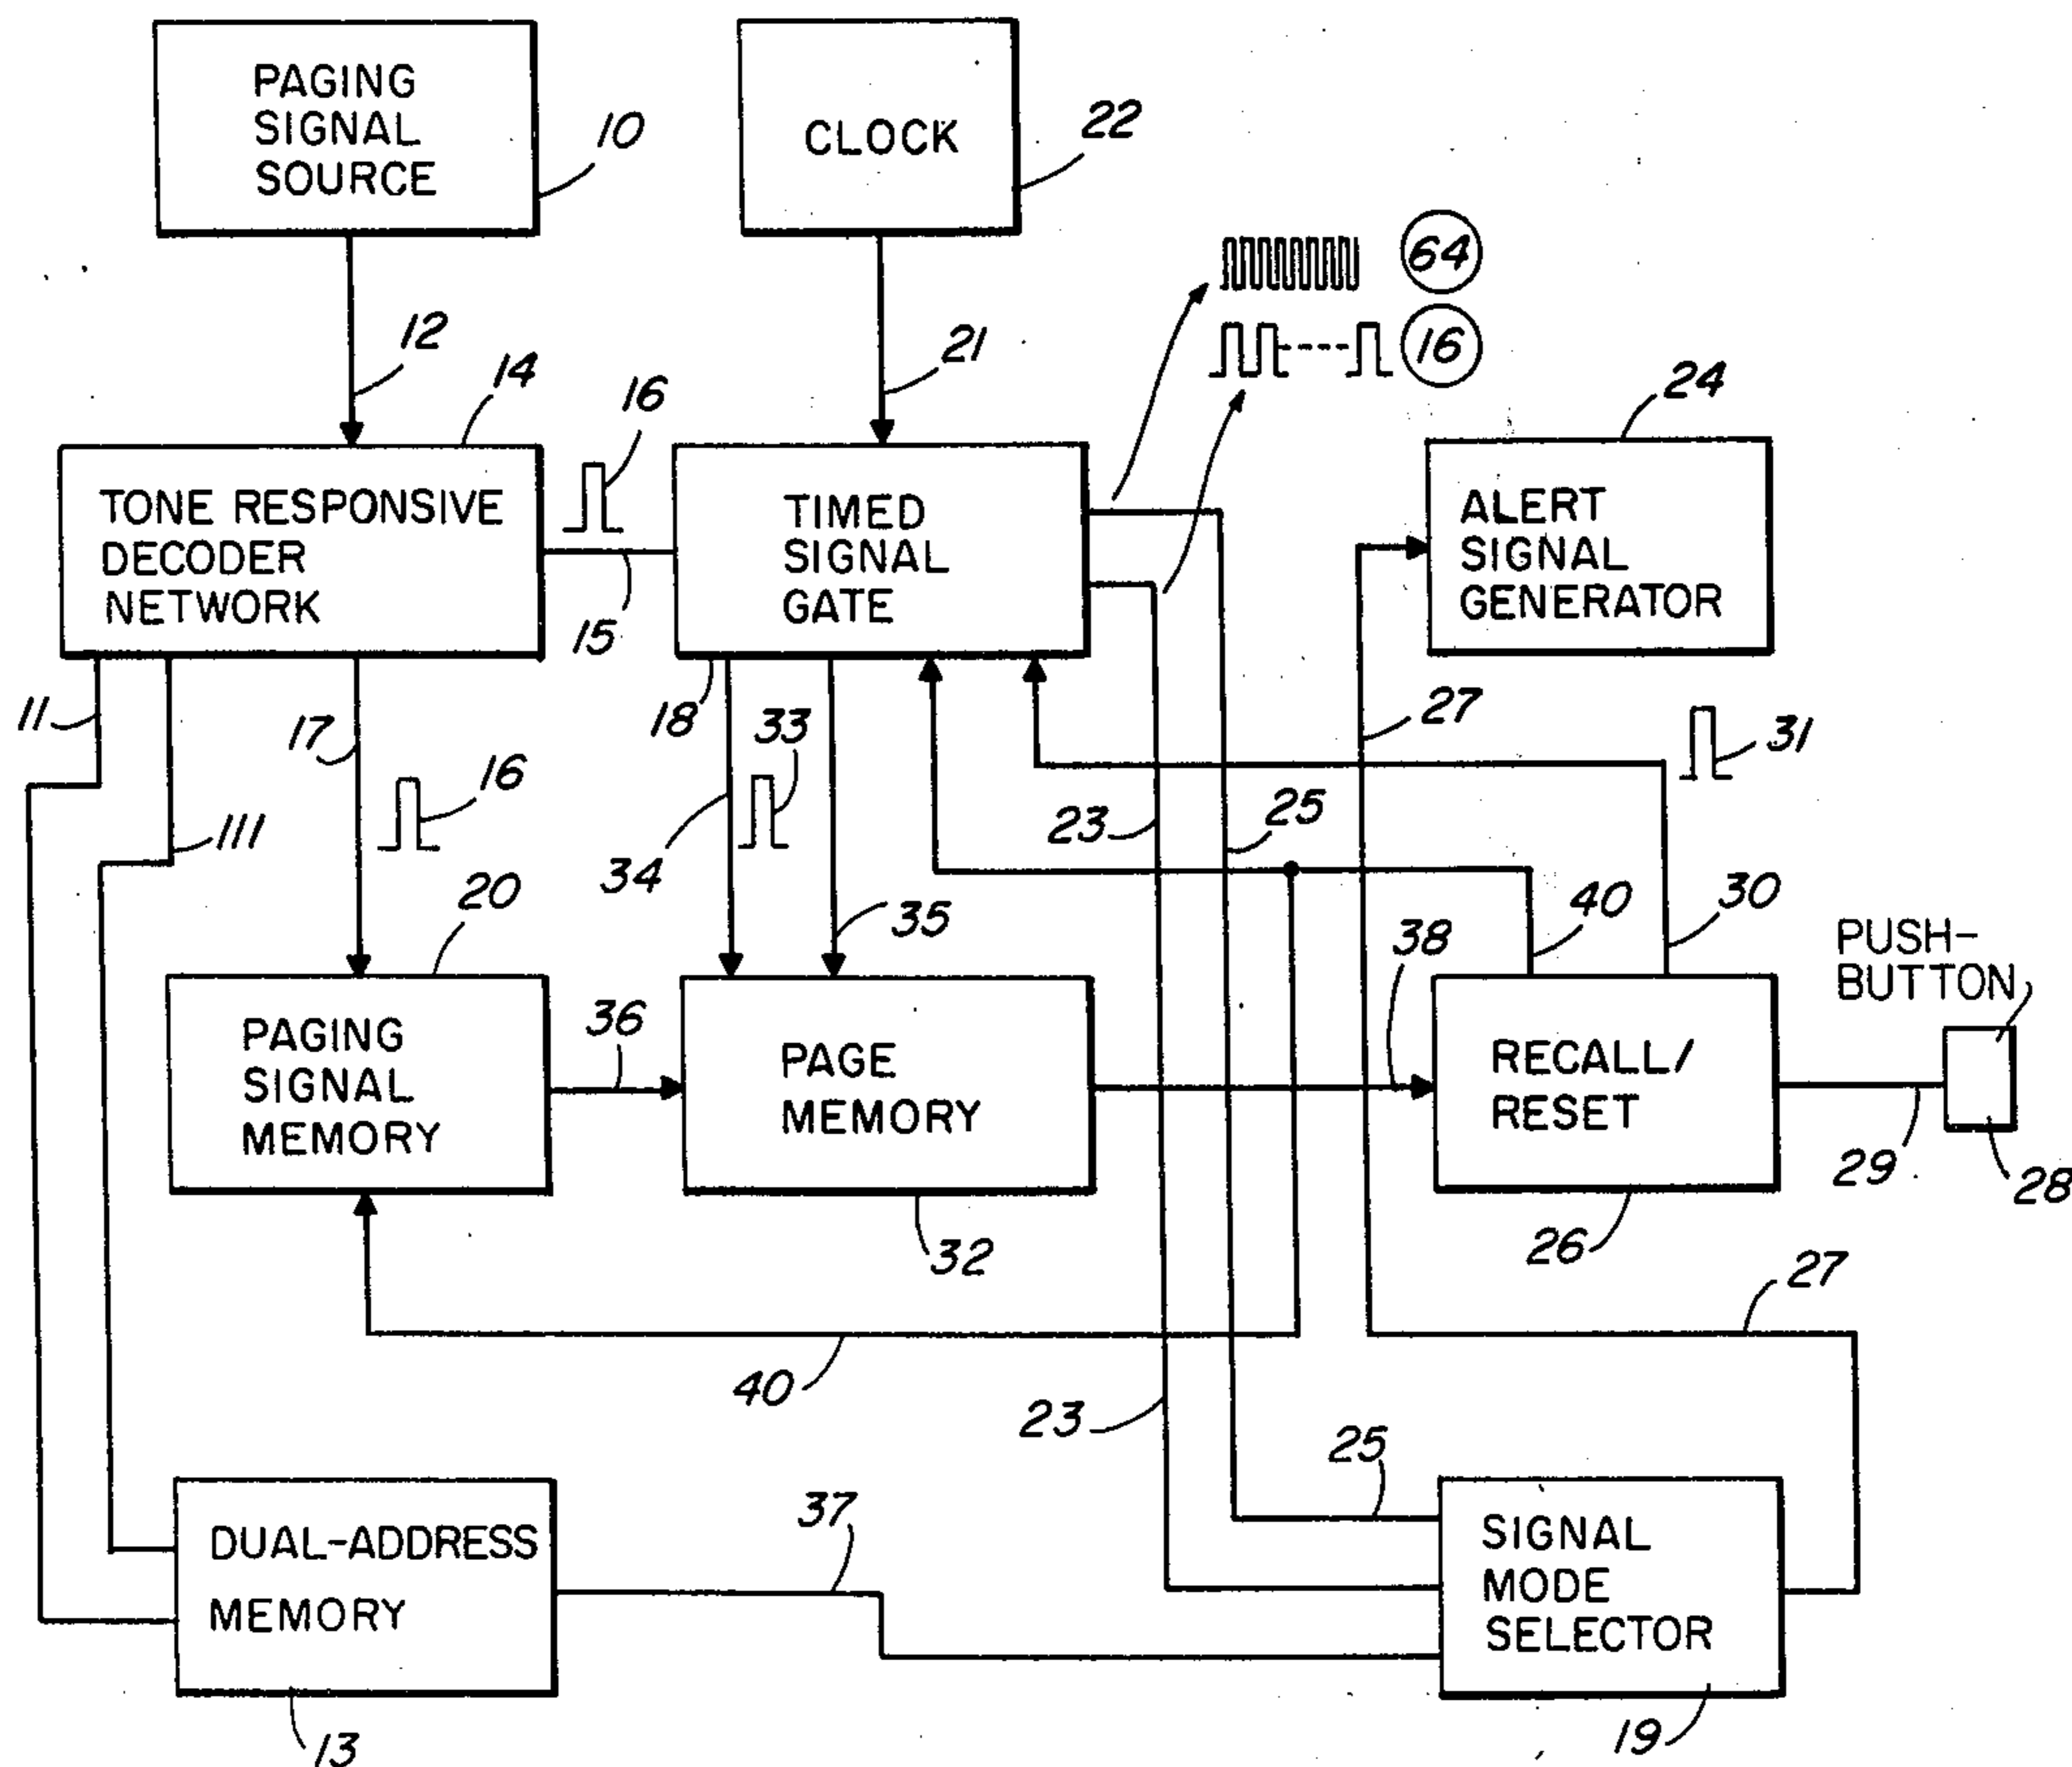 PAGING
SIGNAL
SOURCE
10
CLOCK
22
12
21
64
16
14
16
24
TONE RESPONSIVE
DECODER
NETWORK
15
TIMED
SIGNAL
GATE
ALERT
SIGNAL
GENERATOR
11
17
18
33
27
31
16
111
34
23
25
20
35
40
30
38
PUSH-
BUTTON
PAGING
SIGNAL
MEMORY
36
PAGE
MEMORY
RECALL/
RESET
29
28
32
26
27
40
23
25
37
DUAL-ADDRESS
MEMORY
SIGNAL
MODE
SELECTOR
13
19